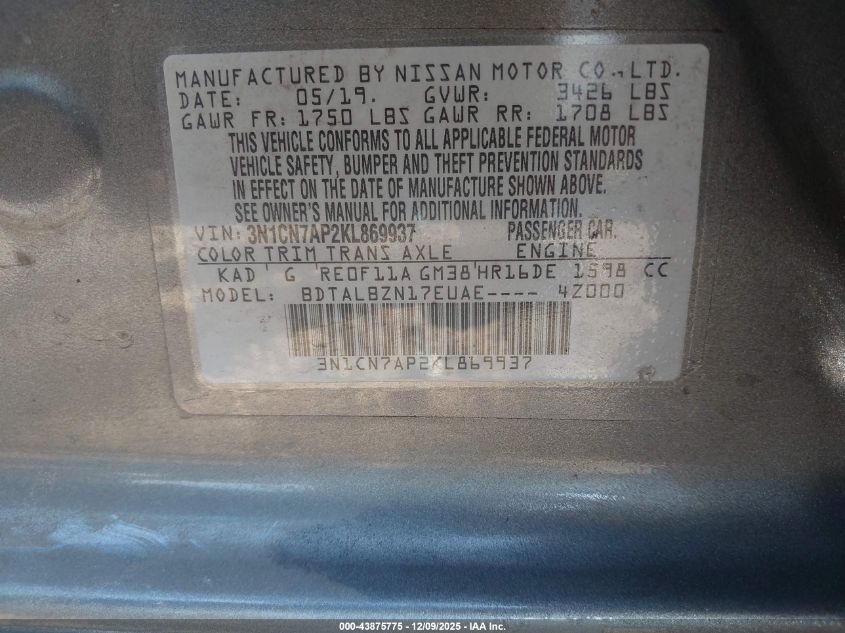 MANUFACTURED BY NISSAN MOTOR CO., LTD.
DATE: 05/19. GVWR: 3426 LBS
GAWR FR: 1750 LBS GAWR RR: 1708 LBS
THIS VEHICLE CONFORMS TO ALL APPLICABLE FEDERAL MOTOR
VEHICLE SAFETY, BUMPER AND THEFT PREVENTION STANDARDS
IN EFFECT ON THE DATE OF MANUFACTURE SHOWN ABOVE.
SEE OWNER'S MANUAL FOR ADDITIONAL INFORMATION.
VIN: 3N1CN7AP2KL869937 PASSENGER CAR
COLOR TRIM TRANS AXLE ENGINE
KAD G RE0F11A GM38 HR16DE 1598 CC
MODEL: BDTALBZN17EUAE---- 4Z000
3N1CN7AP2KL869937
000-43875775 - 12/09/2025 - IAA Inc.